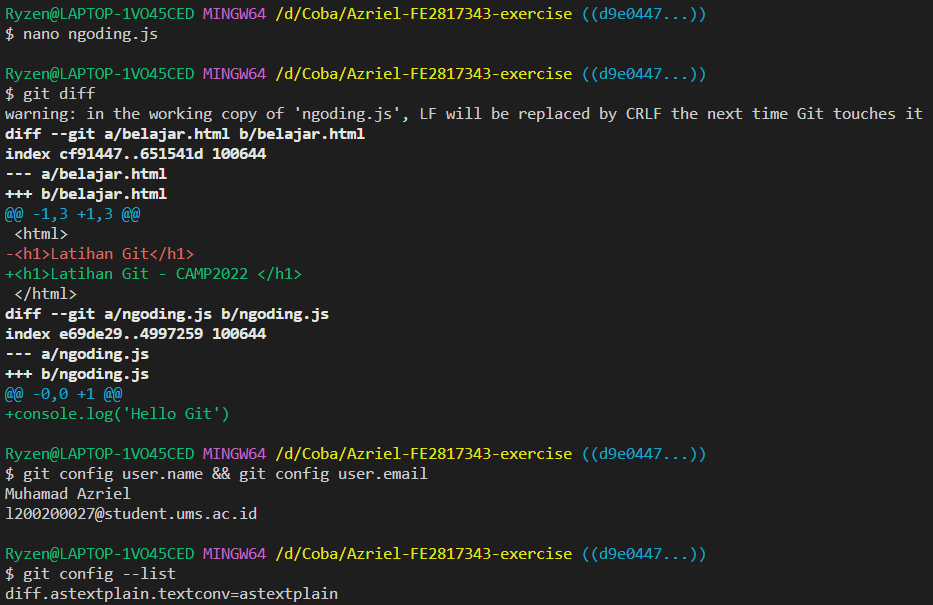 Ryzen@LAPTOP-1VO45CED MINGW64 /d/Coba/Azriel-FE2817343-exercise ((d9e0447...))
$ nano ngoding.js
Ryzen@LAPTOP-1VO45CED MINGW64 /d/Coba/Azriel-FE2817343-exercise ((d9e0447...))
$ git diff
warning: in the working copy of 'ngoding.js', LF will be replaced by CRLF the next time Git touches it
diff --git a/belajar.html b/belajar.html
index cf91447..651541d 100644
--- a/belajar.html
+++ b/belajar.html
@@ -1,3 +1,3 @@
 <html>
-<h1>Latihan Git</h1>
+<h1>Latihan Git - CAMP2022 </h1>
 </html>
diff --git a/ngoding.js b/ngoding.js
index e69de29..4997259 100644
--- a/ngoding.js
+++ b/ngoding.js
@@ -0,0 +1 @@
+console.log('Hello Git')
Ryzen@LAPTOP-1VO45CED MINGW64 /d/Coba/Azriel-FE2817343-exercise ((d9e0447...))
$ git config user.name && git config user.email
Muhamad Azriel
l200200027@student.ums.ac.id
Ryzen@LAPTOP-1VO45CED MINGW64 /d/Coba/Azriel-FE2817343-exercise ((d9e0447...))
$ git config --list
diff.astextplain.textconv=astextplain